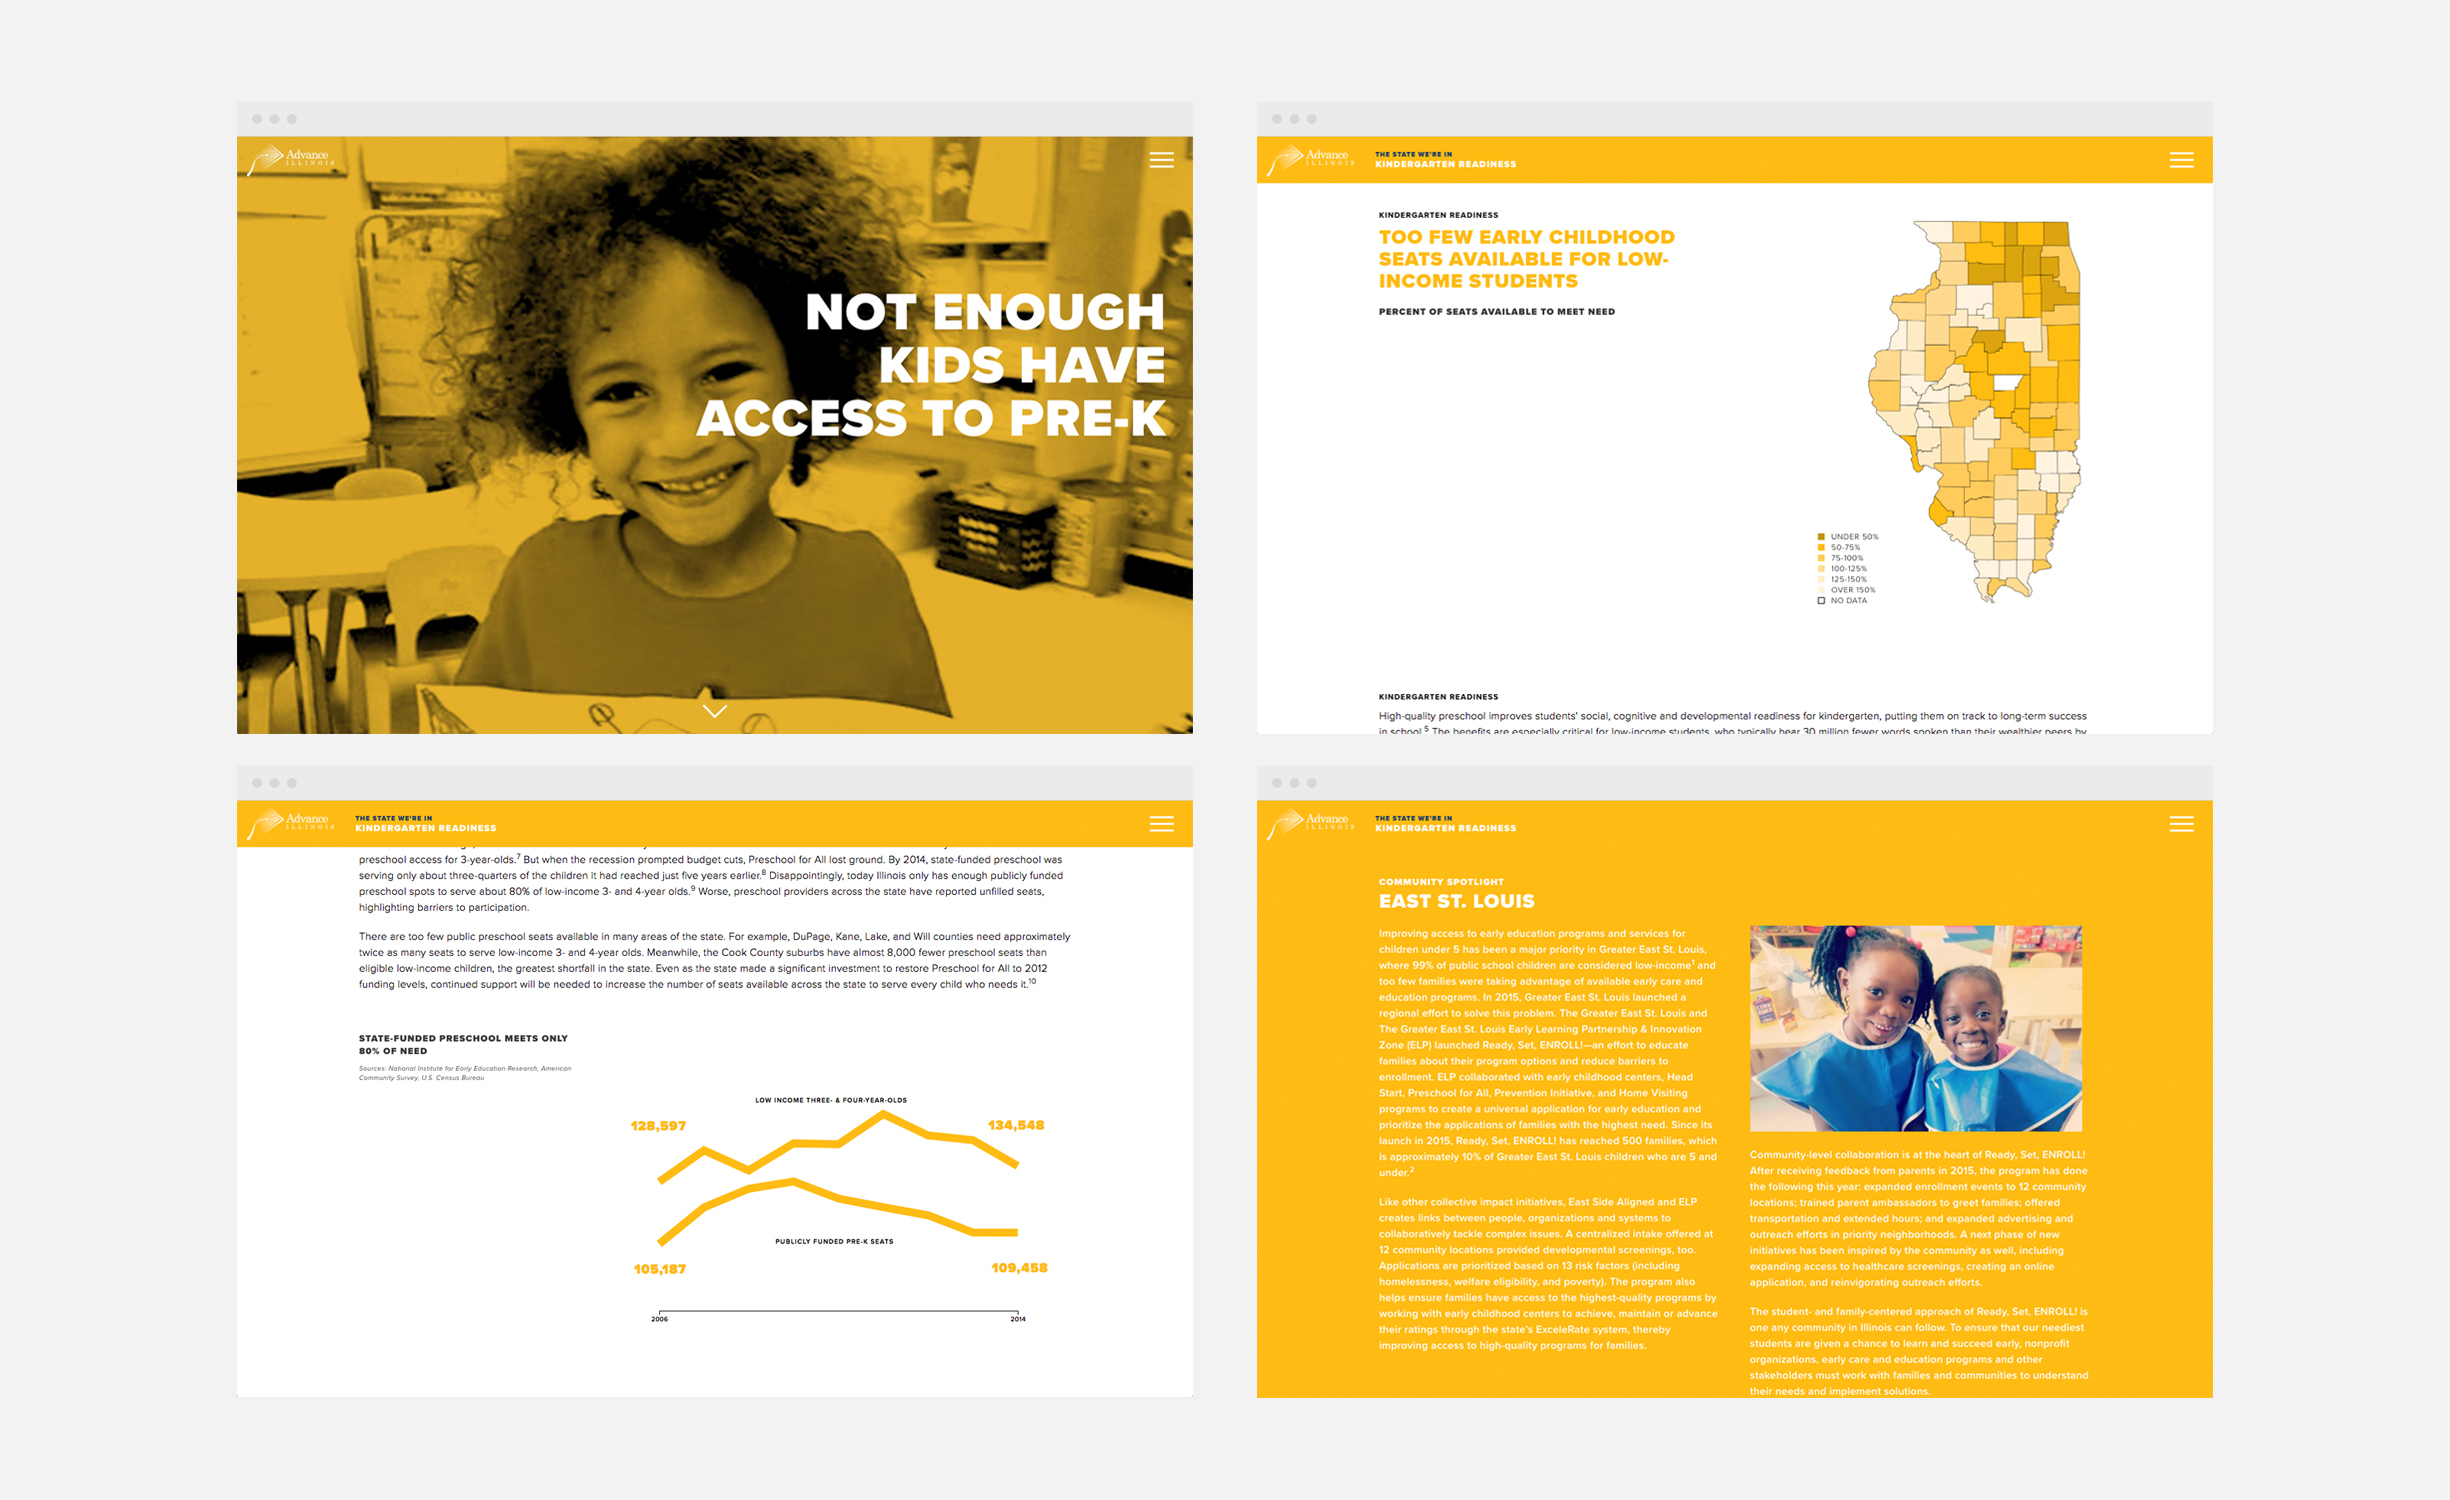 Advance
ILLINOIS
NOT ENOUGH
KIDS HAVE
ACCESS TO PRE-K
Advance
ILLINOIS
THE STATE WE'RE IN
KINDERGARTEN READINESS
KINDERGARTEN READINESS
TOO FEW EARLY CHILDHOOD
SEATS AVAILABLE FOR LOW-
INCOME STUDENTS
PERCENT OF SEATS AVAILABLE TO MEET NEED
UNDER 50%
50-75%
75-100%
100-125%
125-150%
OVER 150%
NO DATA
KINDERGARTEN READINESS
High-quality preschool improves students' social, cognitive and developmental readiness for kindergarten, putting them on track to long-term success
in school.⁵ The benefits are especially critical for low-income students, who typically hear 30 million fewer words spoken than their wealthier peers by
Advance
ILLINOIS
THE STATE WE'RE IN
KINDERGARTEN READINESS
preschool access for 3-year-olds.⁷ But when the recession prompted budget cuts, Preschool for All lost ground. By 2014, state-funded preschool was
serving only about three-quarters of the children it had reached just five years earlier.⁸ Disappointingly, today Illinois only has enough publicly funded
preschool spots to serve about 80% of low-income 3- and 4-year olds.⁹ Worse, preschool providers across the state have reported unfilled seats,
highlighting barriers to participation.
There are too few public preschool seats available in many areas of the state. For example, DuPage, Kane, Lake, and Will counties need approximately
twice as many seats to serve low-income 3- and 4-year olds. Meanwhile, the Cook County suburbs have almost 8,000 fewer preschool seats than
eligible low-income children, the greatest shortfall in the state. Even as the state made a significant investment to restore Preschool for All to 2012
funding levels, continued support will be needed to increase the number of seats available across the state to serve every child who needs it.¹⁰
STATE-FUNDED PRESCHOOL MEETS ONLY
80% OF NEED
Sources: National Institute for Early Education Research; American
Community Survey, U.S. Census Bureau
LOW INCOME THREE- & FOUR-YEAR-OLDS
128,597
134,548
PUBLICLY FUNDED PRE-K SEATS
105,187
109,458
2006
2014
Advance
ILLINOIS
THE STATE WE'RE IN
KINDERGARTEN READINESS
COMMUNITY SPOTLIGHT
EAST ST. LOUIS
Improving access to early education programs and services for
children under 5 has been a major priority in Greater East St. Louis,
where 99% of public school children are considered low-income¹ and
too few families were taking advantage of available early care and
education programs. In 2015, Greater East St. Louis launched a
regional effort to solve this problem. The Greater East St. Louis and
The Greater East St. Louis Early Learning Partnership & Innovation
Zone (ELP) launched Ready, Set, ENROLL!—an effort to educate
families about their program options and reduce barriers to
enrollment. ELP collaborated with early childhood centers, Head
Start, Preschool for All, Prevention Initiative, and Home Visiting
programs to create a universal application for early education and
prioritize the applications of families with the highest need. Since its
launch in 2015, Ready, Set, ENROLL! has reached 500 families, which
is approximately 10% of Greater East St. Louis children who are 5 and
under.²
Like other collective impact initiatives, East Side Aligned and ELP
creates links between people, organizations and systems to
collaboratively tackle complex issues. A centralized intake offered at
12 community locations provided developmental screenings, too.
Applications are prioritized based on 13 risk factors (including
homelessness, welfare eligibility, and poverty). The program also
helps ensure families have access to the highest-quality programs by
working with early childhood centers to achieve, maintain or advance
their ratings through the state's ExceleRate system, thereby
improving access to high-quality programs for families.
Community-level collaboration is at the heart of Ready, Set, ENROLL!
After receiving feedback from parents in 2015, the program has done
the following this year: expanded enrollment events to 12 community
locations; trained parent ambassadors to greet families; offered
transportation and extended hours; and expanded advertising and
outreach efforts in priority neighborhoods. A next phase of new
initiatives has been inspired by the community as well, including
expanding access to healthcare screenings, creating an online
application, and reinvigorating outreach efforts.
The student- and family-centered approach of Ready, Set, ENROLL! is
one any community in Illinois can follow. To ensure that our neediest
students are given a chance to learn and succeed early, nonprofit
organizations, early care and education programs and other
stakeholders must work with families and communities to understand
their needs and implement solutions.